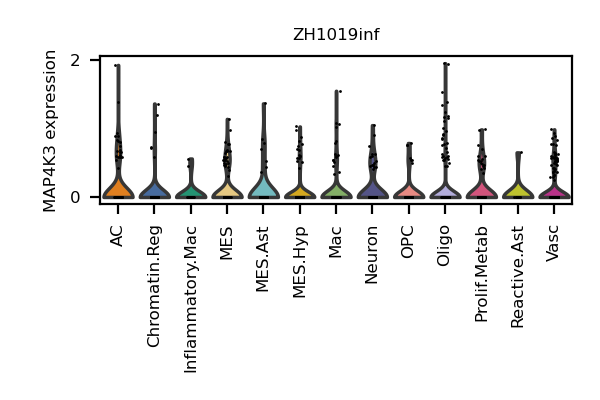 ZH1019inf
MAP4K3 expression
2
0
AC
Chromatin.Reg
Inflammatory.Mac
MES
MES.Ast
MES.Hyp
Mac
Neuron
OPC
Oligo
Prolif.Metab
Reactive.Ast
Vasc